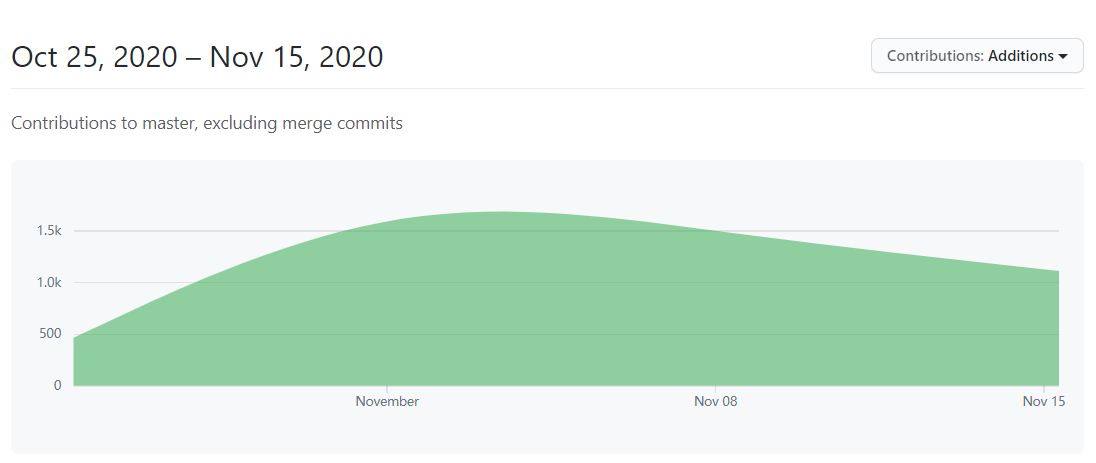 Oct 25, 2020 – Nov 15, 2020
Contributions: Additions
Contributions to master, excluding merge commits
1.5k
1.0k
500
0
November Nov 08 Nov 15